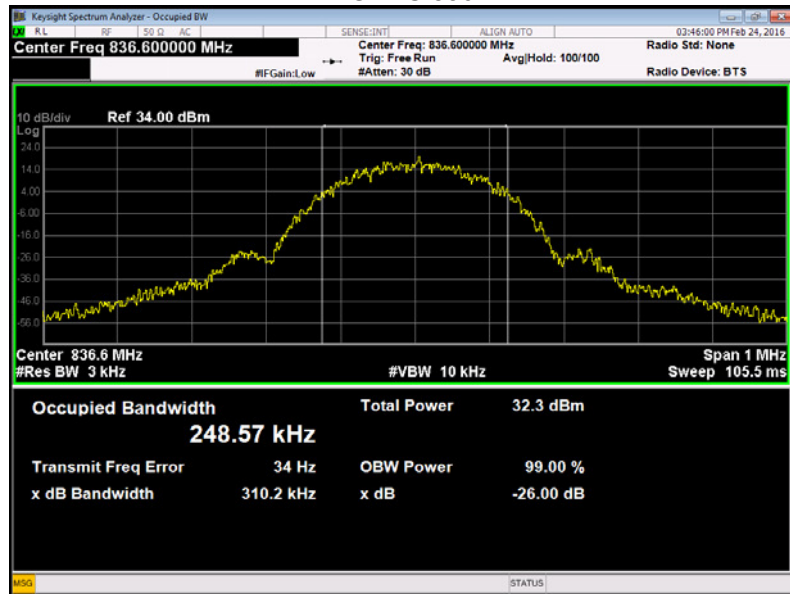 Keysight Spectrum Analyzer - Occupied BW
RL RF 50 Ω AC SENSE:INT ALIGN AUTO 03:46:00 PM Feb 24, 2016
Center Freq 836.600000 MHz Center Freq: 836.600000 MHz Radio Std: None
Trig: Free Run Avg|Hold: 100/100
#IFGain:Low #Atten: 30 dB Radio Device: BTS
10 dB/div Ref 34.00 dBm
Log
24.0
14.0
4.00
-6.00
-16.0
-26.0
-36.0
-46.0
-56.0
Center 836.6 MHz Span 1 MHz
#Res BW 3 kHz #VBW 10 kHz Sweep 105.5 ms
Occupied Bandwidth Total Power 32.3 dBm
248.57 kHz
Transmit Freq Error 34 Hz OBW Power 99.00 %
x dB Bandwidth 310.2 kHz x dB -26.00 dB
MSG STATUS